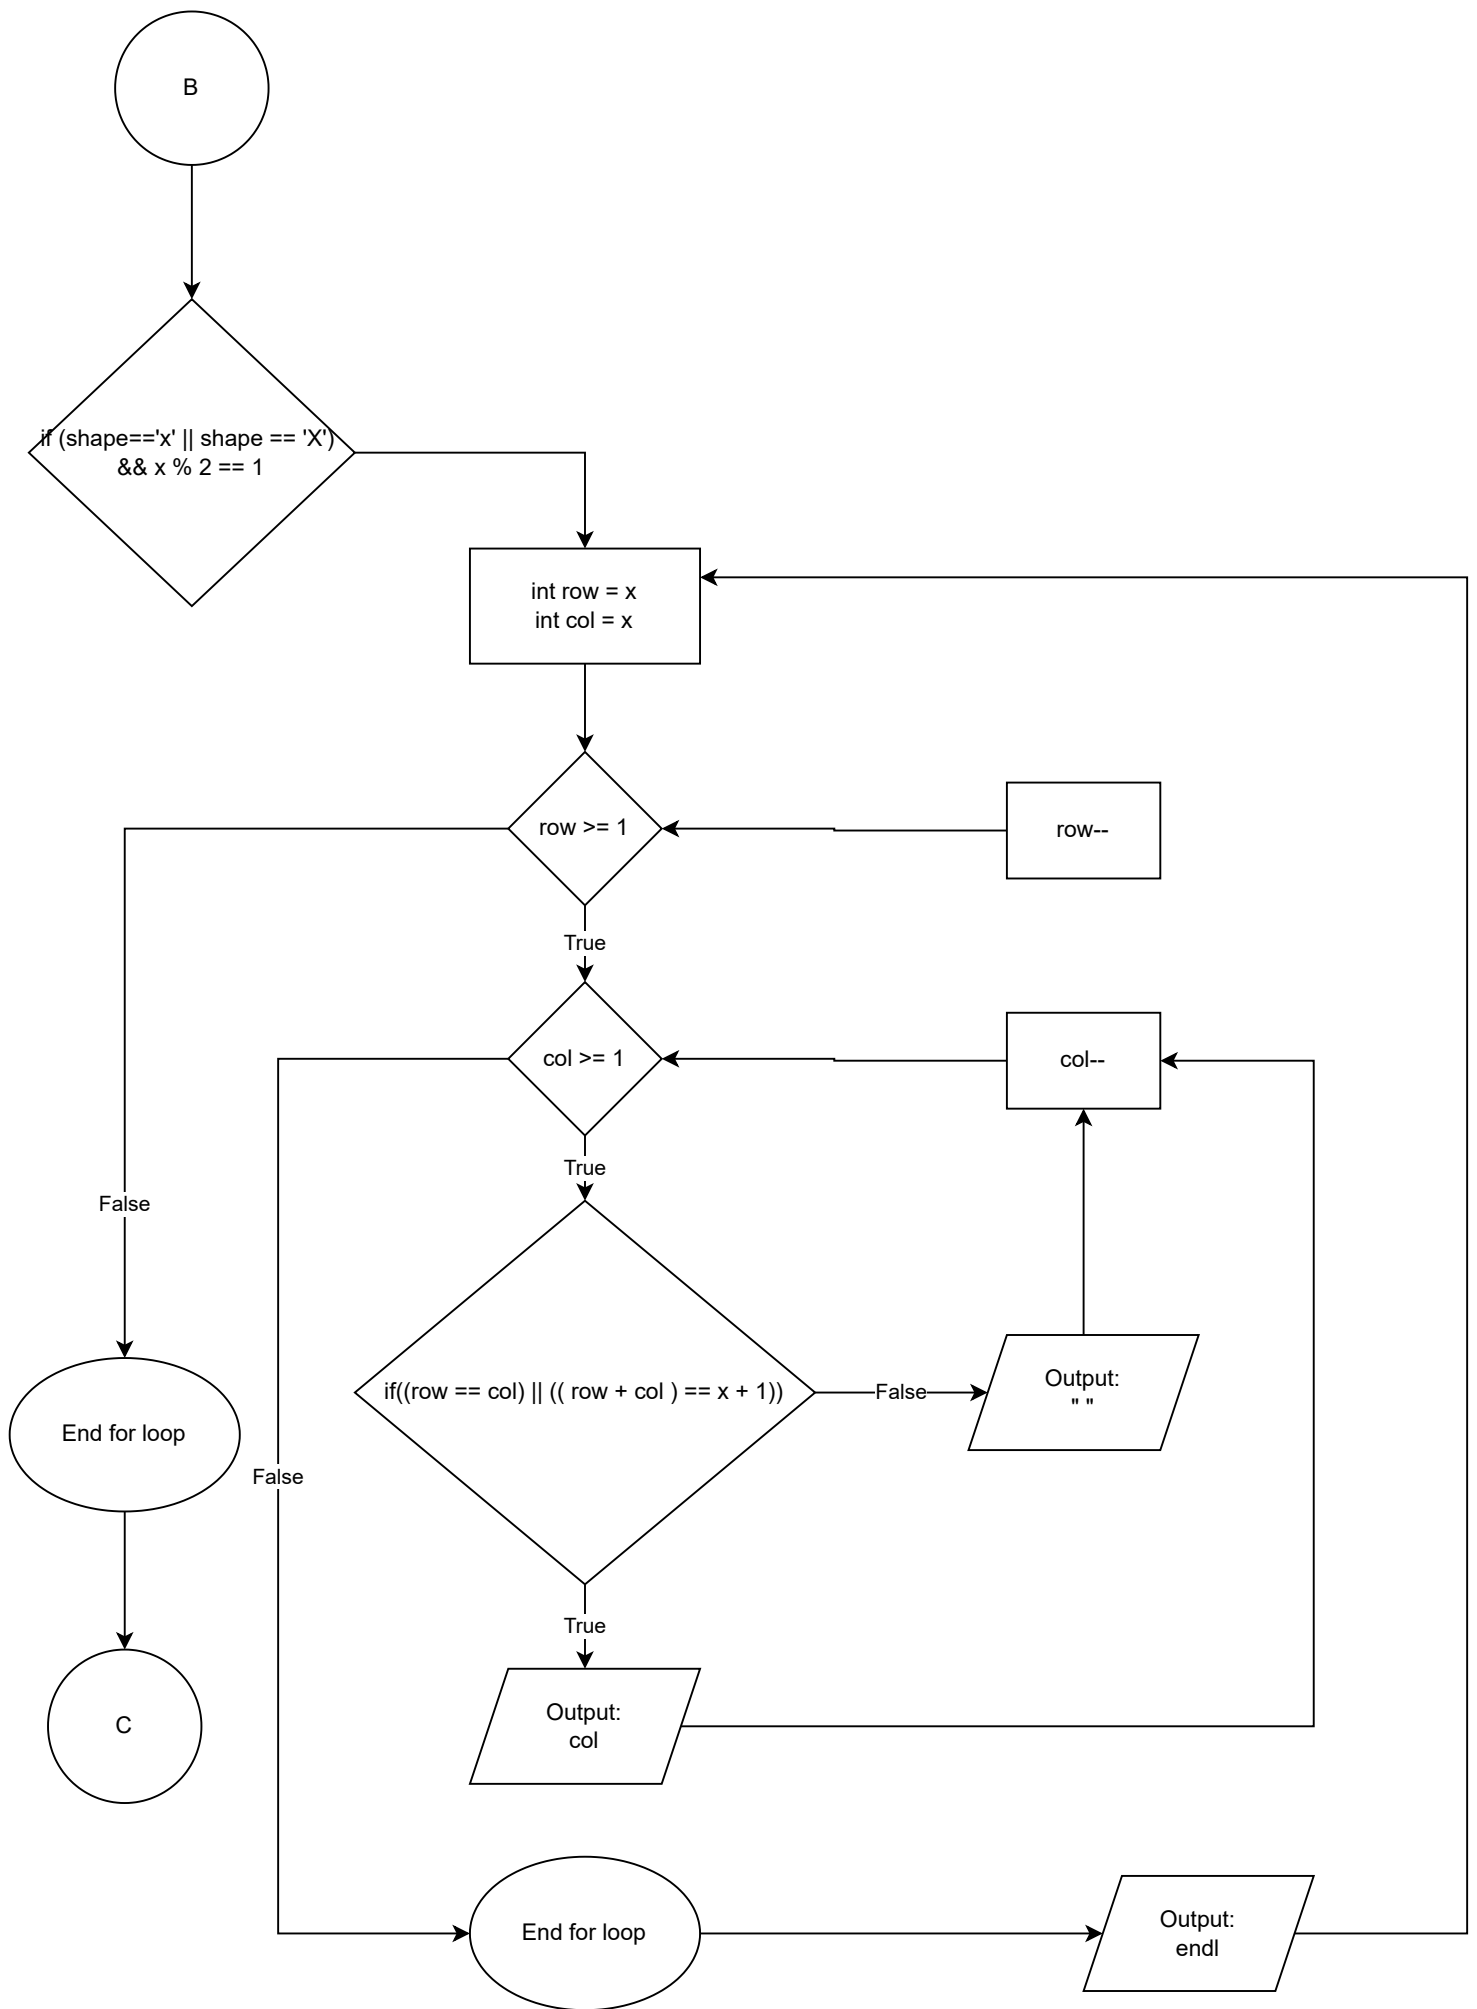 B
if (shape=='x' || shape == 'X')
&& x % 2 == 1
int row = x
int col = x
row >= 1
row--
True
col >= 1
col--
True
False
if((row == col) || (( row + col ) == x + 1))
False
Output:
" "
End for loop
False
True
Output:
col
C
End for loop
Output:
endl